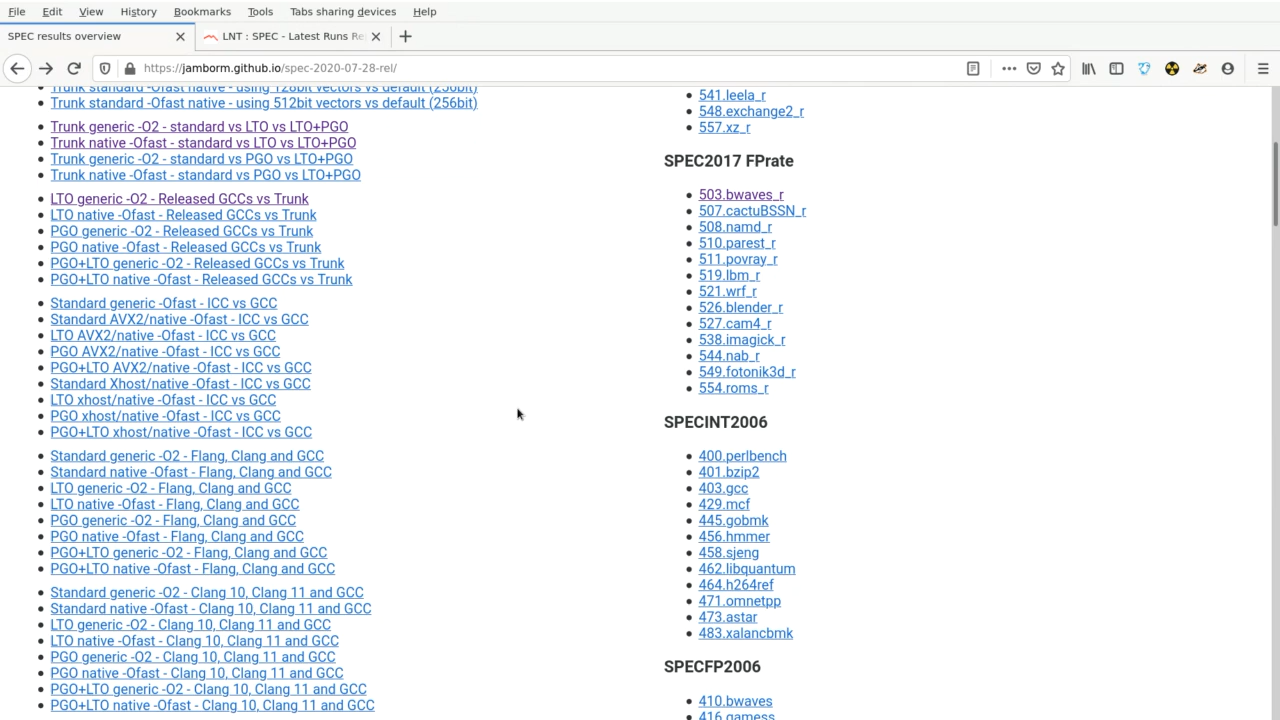 File Edit View History Bookmarks Tools Tabs sharing devices Help
SPEC results overview
LNT : SPEC - Latest Runs Re
https://jamborm.github.io/spec-2020-07-28-rel/
Trunk standard -Ofast native - using 128bit vectors vs default (256bit)
Trunk standard -Ofast native - using 512bit vectors vs default (256bit)
Trunk generic -O2 - standard vs LTO vs LTO+PGO
Trunk native -Ofast - standard vs LTO vs LTO+PGO
Trunk generic -O2 - standard vs PGO vs LTO+PGO
Trunk native -Ofast - standard vs PGO vs LTO+PGO
LTO generic -O2 - Released GCCs vs Trunk
LTO native -Ofast - Released GCCs vs Trunk
PGO generic -O2 - Released GCCs vs Trunk
PGO native -Ofast - Released GCCs vs Trunk
PGO+LTO generic -O2 - Released GCCs vs Trunk
PGO+LTO native -Ofast - Released GCCs vs Trunk
Standard generic -Ofast - ICC vs GCC
Standard AVX2/native -Ofast - ICC vs GCC
LTO AVX2/native -Ofast - ICC vs GCC
PGO AVX2/native -Ofast - ICC vs GCC
PGO+LTO AVX2/native -Ofast - ICC vs GCC
Standard Xhost/native -Ofast - ICC vs GCC
LTO xhost/native -Ofast - ICC vs GCC
PGO xhost/native -Ofast - ICC vs GCC
PGO+LTO xhost/native -Ofast - ICC vs GCC
Standard generic -O2 - Flang, Clang and GCC
Standard native -Ofast - Flang, Clang and GCC
LTO generic -O2 - Flang, Clang and GCC
LTO native -Ofast - Flang, Clang and GCC
PGO generic -O2 - Flang, Clang and GCC
PGO native -Ofast - Flang, Clang and GCC
PGO+LTO generic -O2 - Flang, Clang and GCC
PGO+LTO native -Ofast - Flang, Clang and GCC
Standard generic -O2 - Clang 10, Clang 11 and GCC
Standard native -Ofast - Clang 10, Clang 11 and GCC
LTO generic -O2 - Clang 10, Clang 11 and GCC
LTO native -Ofast - Clang 10, Clang 11 and GCC
PGO generic -O2 - Clang 10, Clang 11 and GCC
PGO native -Ofast - Clang 10, Clang 11 and GCC
PGO+LTO generic -O2 - Clang 10, Clang 11 and GCC
PGO+LTO native -Ofast - Clang 10, Clang 11 and GCC
541.leela_r
548.exchange2_r
557.xz_r
SPEC2017 FPrate
503.bwaves_r
507.cactuBSSN_r
508.namd_r
510.parest_r
511.povray_r
519.lbm_r
521.wrf_r
526.blender_r
527.cam4_r
538.imagick_r
544.nab_r
549.fotonik3d_r
554.roms_r
SPECINT2006
400.perlbench
401.bzip2
403.gcc
429.mcf
445.gobmk
456.hmmer
458.sjeng
462.libquantum
464.h264ref
471.omnetpp
473.astar
483.xalancbmk
SPECFP2006
410.bwaves
416.gamess